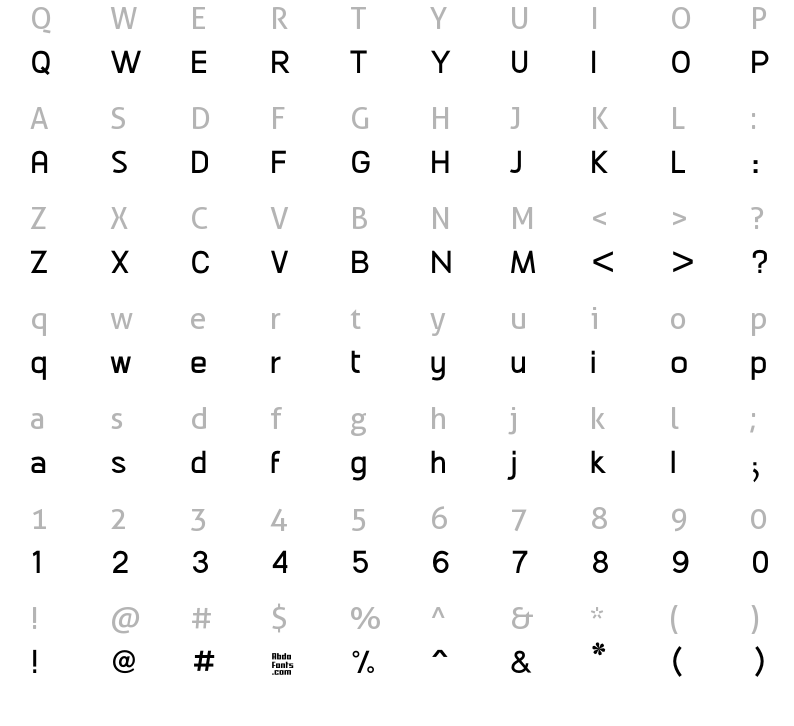 Q W E R T Y U I O P
Q W E R T Y U I O P
A S D F G H J K L :
A S D F G H J K L :
Z X C V B N M < > ?
Z X C V B N M < > ?
q w e r t y u i o p
q w e r t y u i o p
a s d f g h j k l ;
a s d f g h j k l ;
1 2 3 4 5 6 7 8 9 0
1 2 3 4 5 6 7 8 9 0
! @ # $ % ^ & * ( )
! @ # Abdo Fonts .com % ^ & * ( )